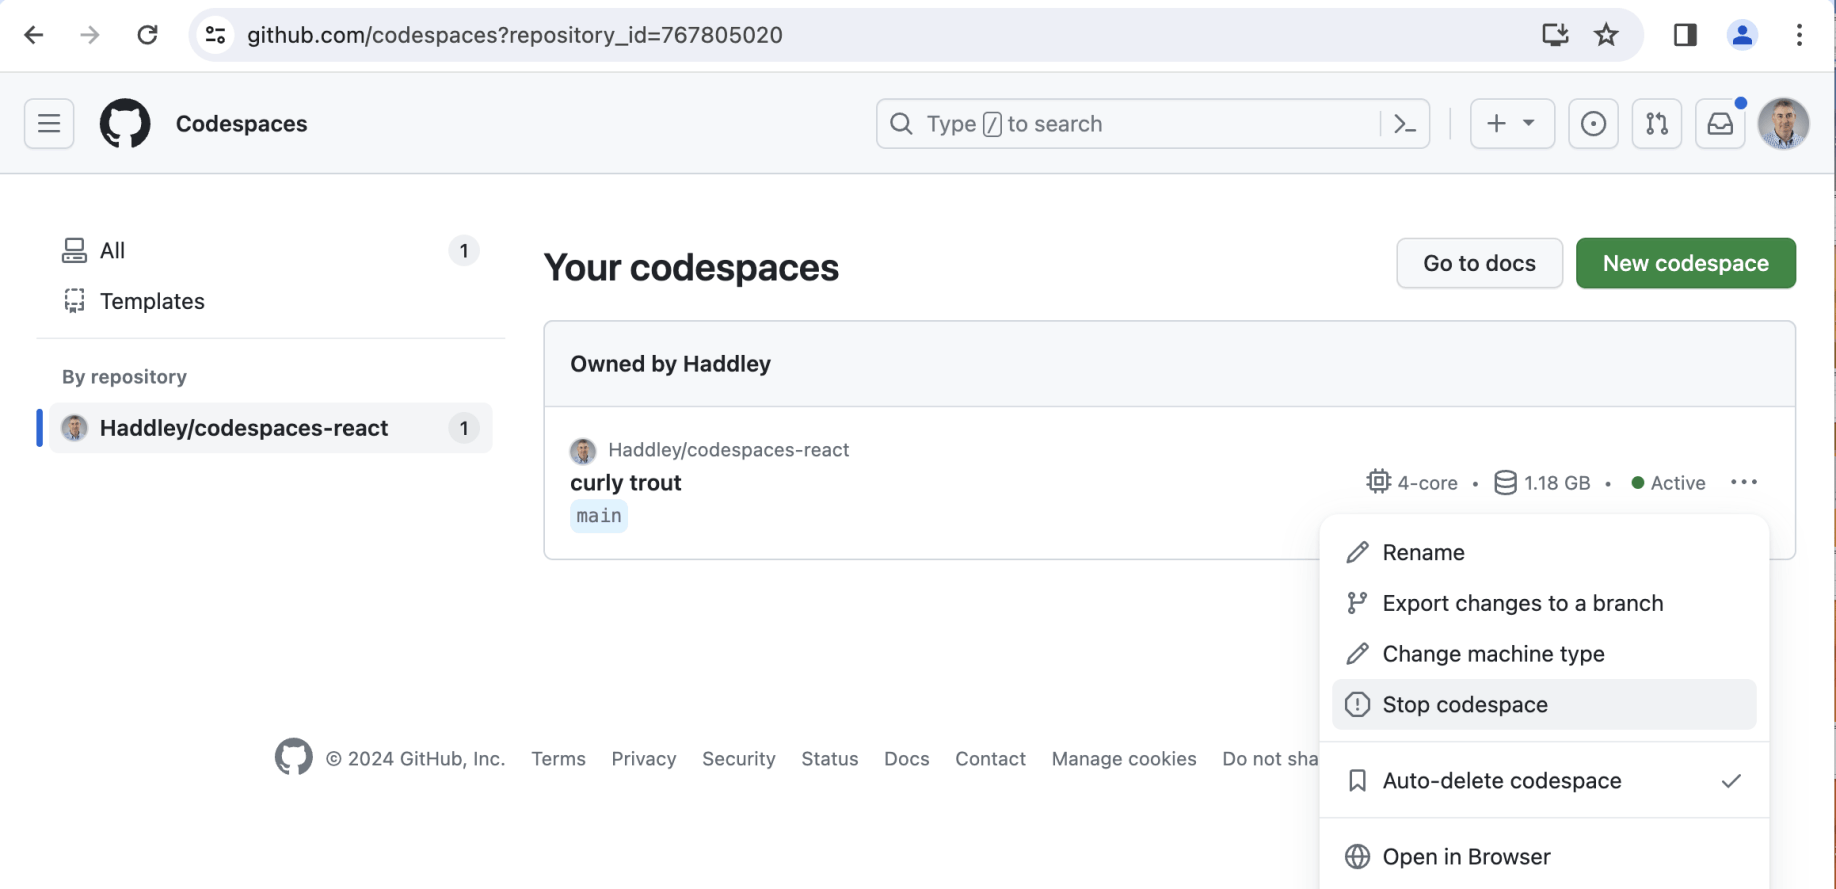 github.com/codespaces?repository_id=767805020
Codespaces
Type / to search
All 1
Templates
By repository
Haddley/codespaces-react 1
Your codespaces
Go to docs
New codespace
Owned by Haddley
Haddley/codespaces-react
curly trout
main
4-core • 1.18 GB • Active
Rename
Export changes to a branch
Change machine type
Stop codespace
Auto-delete codespace
Open in Browser
© 2024 GitHub, Inc. Terms Privacy Security Status Docs Contact Manage cookies Do not sha